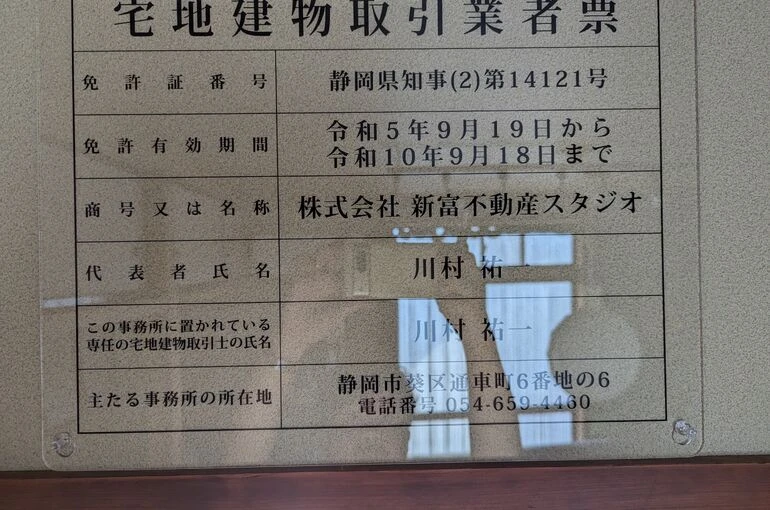 宅地建物取引業者票
免許証番号 静岡県知事(2)第14121号
免許有効期間 令和5年9月19日から
令和10年9月18日まで
商号又は名称 株式会社 新富不動産スタジオ
代表者氏名 川村 祐一
この事務所に置かれている
専任の宅地建物取引士の氏名 川村 祐一
主たる事務所の所在地 静岡市葵区通車町6番地の6
電話番号 054-659-4460